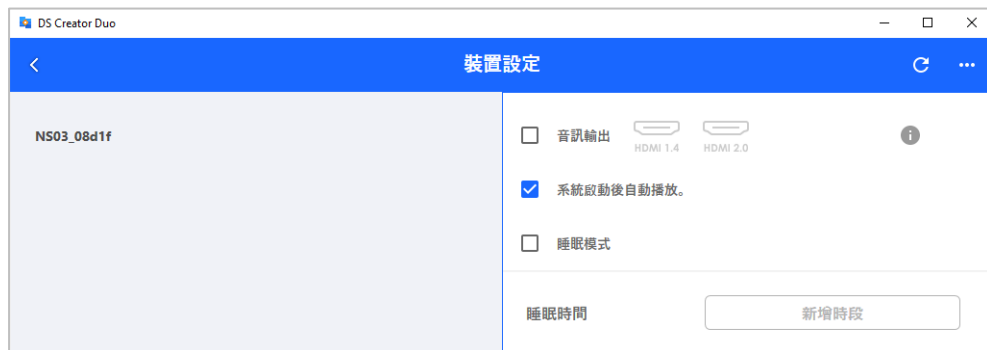 DS Creator Duo
裝置設定
NS03_08d1f
音訊輸出 HDMI 1.4 HDMI 2.0
系統啟動後自動播放。
睡眠模式
睡眠時間 新增時段